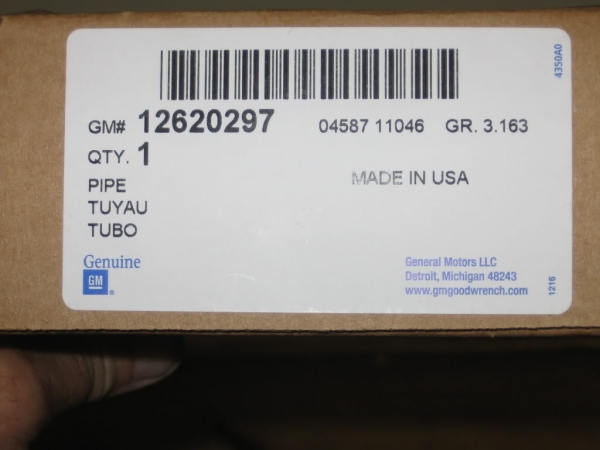 GM# 12620297 04587 11046 GR. 3.163
QTY. 1
PIPE MADE IN USA
TUYAU
TUBO
Genuine
GM
General Motors LLC
Detroit, Michigan 48243
www.gmgoodwrench.com
4350A0
1216